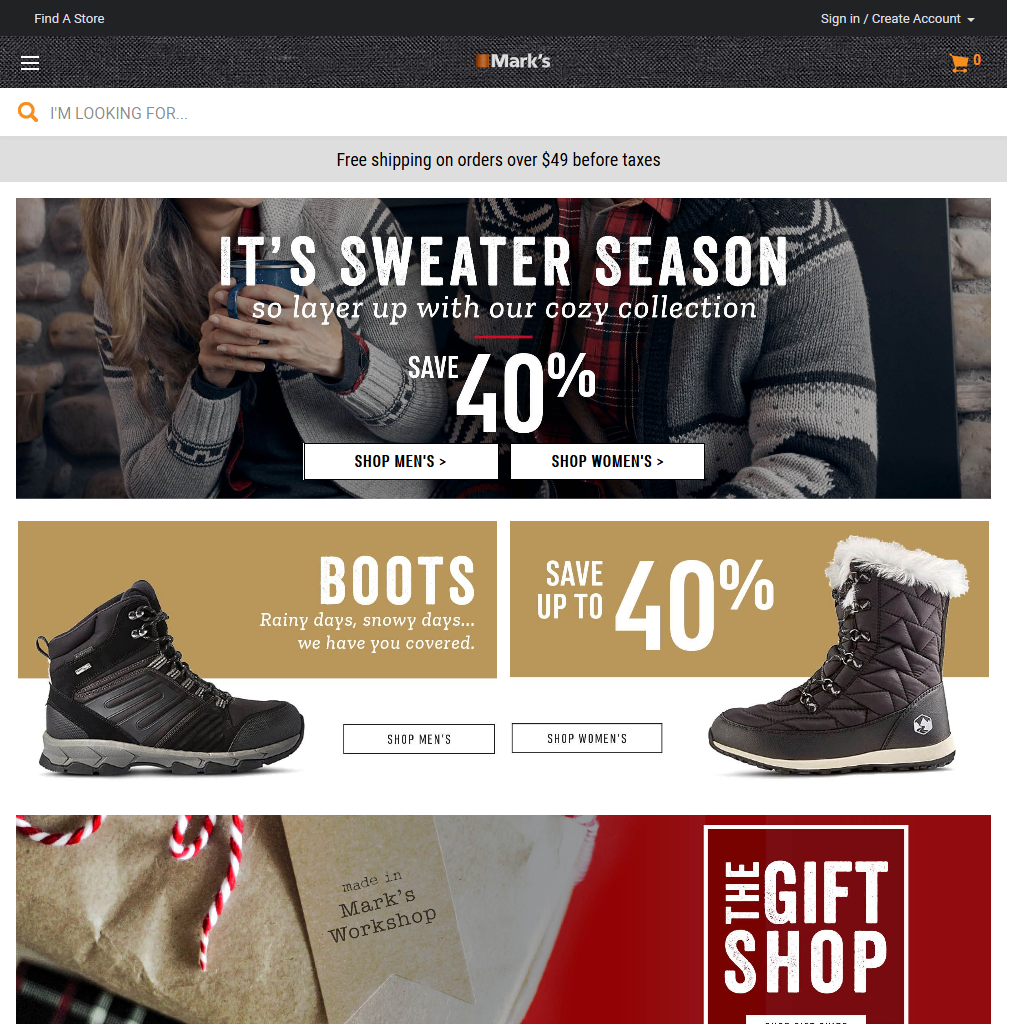 Find A Store
Sign in / Create Account
Mark's
0
I'M LOOKING FOR...
Free shipping on orders over $49 before taxes
IT'S SWEATER SEASON
so layer up with our cozy collection
SAVE 40%
SHOP MEN'S >
SHOP WOMEN'S >
BOOTS
Rainy days, snowy days...
we have you covered.
SAVE
UP TO 40%
SHOP MEN'S
SHOP WOMEN'S
made in
Mark's
Workshop
THE GIFT
SHOP